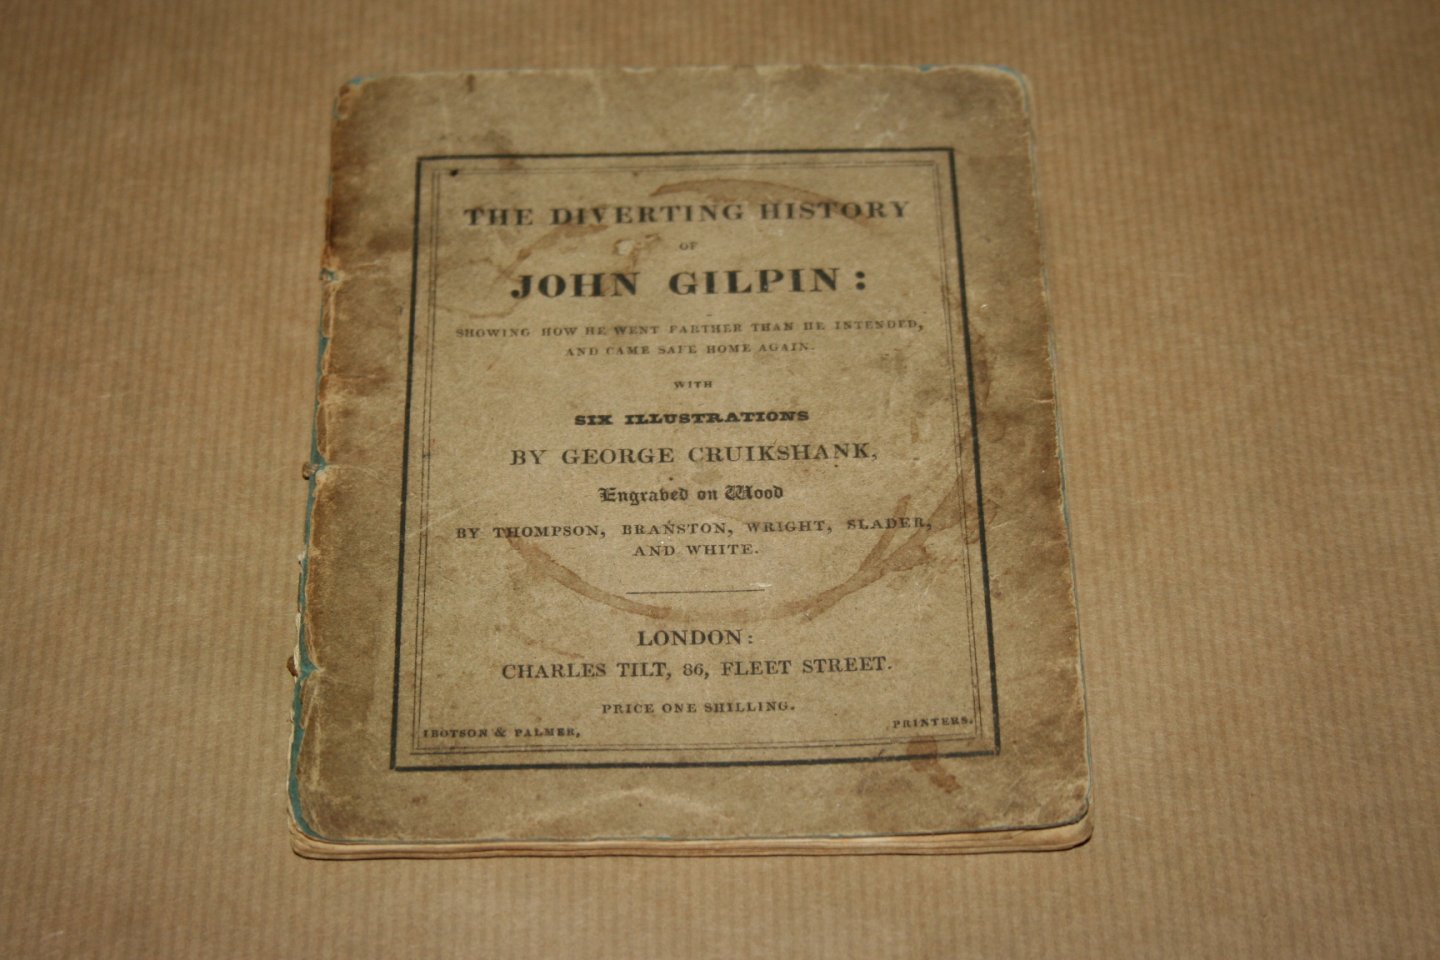 THE DIVERTING HISTORY
OF
JOHN GILPIN:
SHOWING HOW HE WENT FARTHER THAN HE INTENDED,
AND CAME SAFE HOME AGAIN.
WITH
SIX ILLUSTRATIONS
BY GEORGE CRUIKSHANK,
Engraved on Wood
BY THOMPSON, BRANSTON, WRIGHT, SLADER,
AND WHITE.
LONDON:
CHARLES TILT, 86, FLEET STREET.
PRICE ONE SHILLING.
IBOTSON & PALMER, PRINTERS.